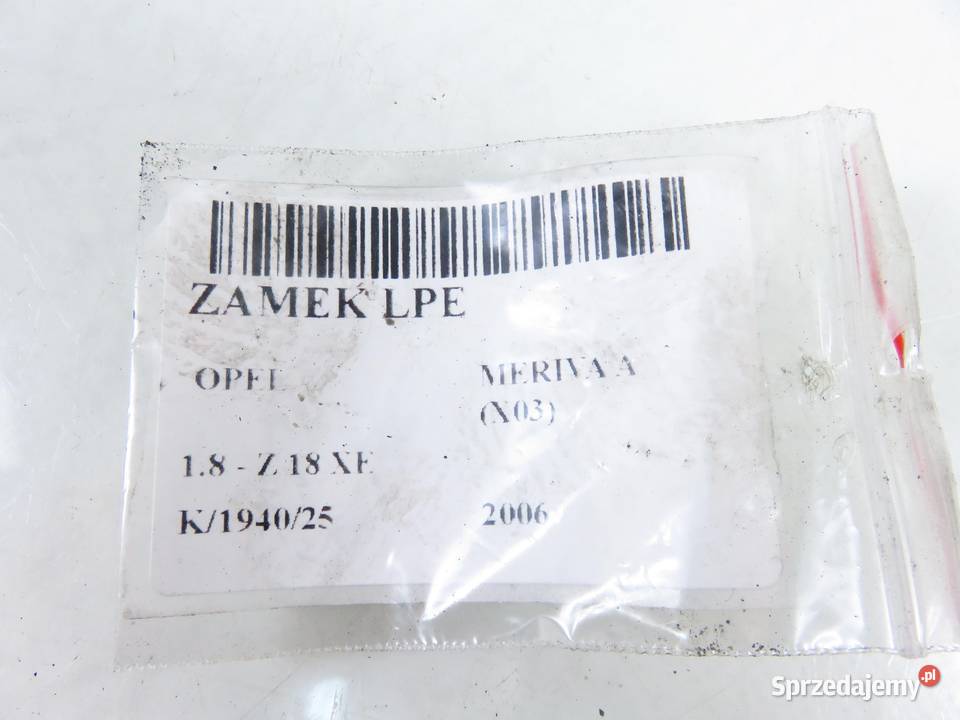 ZAMEK LPE
OPEL MERIVA A
(X03)
1.8 - Z 18 XE
K/1940/25 2006
Sprzedajemy.pl